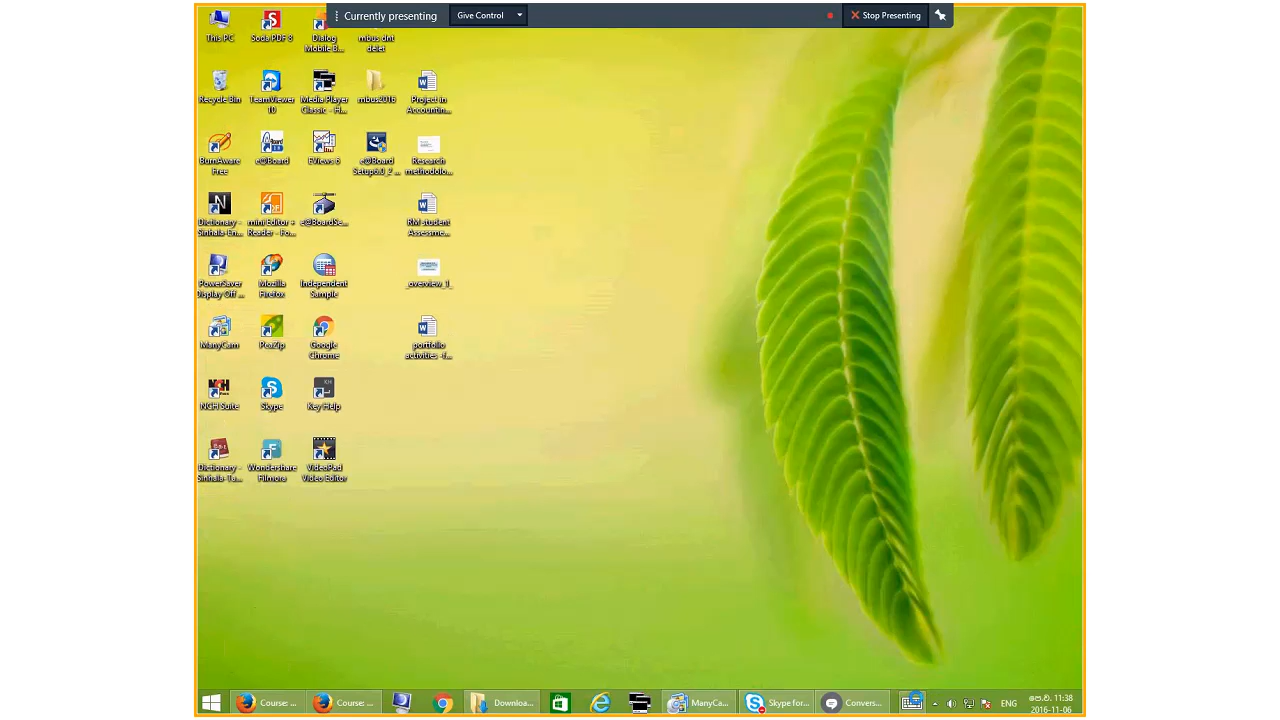 Currently presenting
Give Control
Stop Presenting
This PC
Soda PDF 8
Dialog
Mobile B...
mbus dnt
delet
Recycle Bin
TeamViewer
10
Media Player
Classic - H...
mbus2016
Project in
Accountin...
BurnAware
Free
e@Board
EViews 6
e@Board
Setup6.0_2 ...
Research
methodolo...
Dictionary -
Sinhala-En...
mini Editor +
Reader - Fo...
e@BoardSe...
RM-student
Assessme...
PowerSaver
Display Off ...
Mozilla
Firefox
Independent
Sample
_overview_1_
ManyCam
PeaZip
Google
Chrome
portfolio
activities -f...
NCH Suite
Skype
Key Help
Dictionary -
Sinhala-Ta...
Wondershare
Filmora
VideoPad
Video Editor
Course: ...
Course: ...
Downloa...
ManyCa...
Skype for...
Convers...
ENG
11:38
2016-11-06